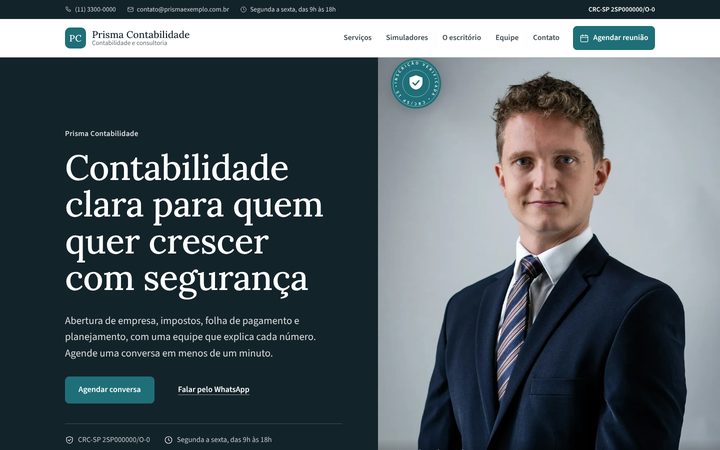 (11) 3300-0000
contato@prismaexemplo.com.br
Segunda a sexta, das 9h às 18h
CRC-SP 2SP000000/O-0
PC
Prisma Contabilidade
Contabilidade e consultoria
Serviços
Simuladores
O escritório
Equipe
Contato
Agendar reunião
Prisma Contabilidade
Contabilidade
clara para quem
quer crescer
com segurança
Abertura de empresa, impostos, folha de pagamento e
planejamento, com uma equipe que explica cada número.
Agende uma conversa em menos de um minuto.
Agendar conversa
Falar pelo WhatsApp
CRC-SP 2SP000000/O-0
Segunda a sexta, das 9h às 18h
INSCRIÇÃO VERIFICADA